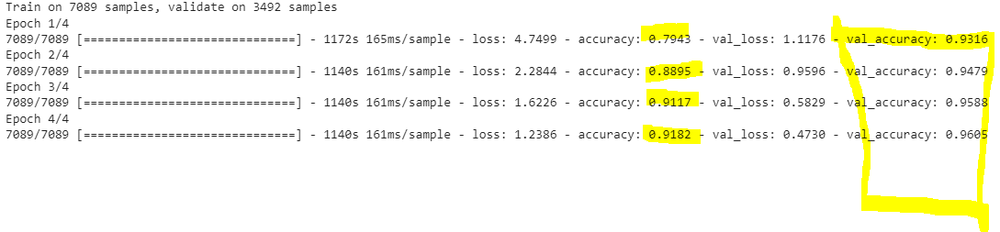 Train on 7089 samples, validate on 3492 samples
Epoch 1/4
7089/7089 [==============================] - 1172s 165ms/sample - loss: 4.7499 - accuracy: 0.7943 - val_loss: 1.1176 - val_accuracy: 0.9316
Epoch 2/4
7089/7089 [==============================] - 1140s 161ms/sample - loss: 2.2844 - accuracy: 0.8895 - val_loss: 0.9596 - val_accuracy: 0.9479
Epoch 3/4
7089/7089 [==============================] - 1140s 161ms/sample - loss: 1.6226 - accuracy: 0.9117 - val_loss: 0.5829 - val_accuracy: 0.9588
Epoch 4/4
7089/7089 [==============================] - 1140s 161ms/sample - loss: 1.2386 - accuracy: 0.9182 - val_loss: 0.4730 - val_accuracy: 0.9605